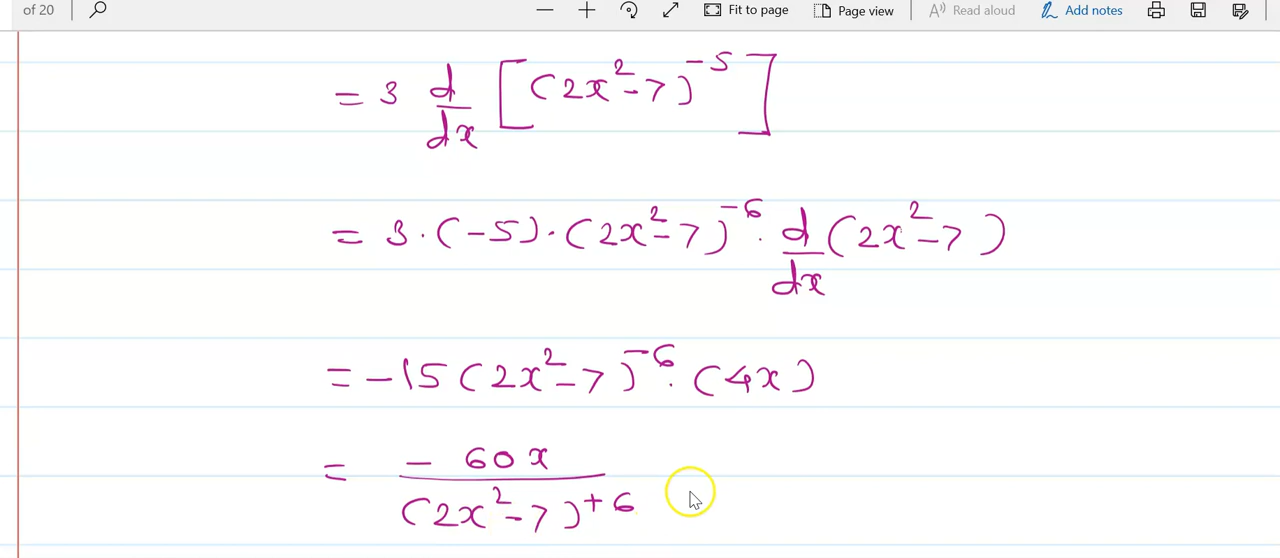 of 20 Fit to page Page view Read aloud Add notes
= 3 d/dx [(2x²-7)⁻⁵]
= 3·(-5)·(2x²-7)⁻⁶· d/dx (2x²-7)
= -15(2x²-7)⁻⁶·(4x)
= -60x/(2x²-7)⁺⁶